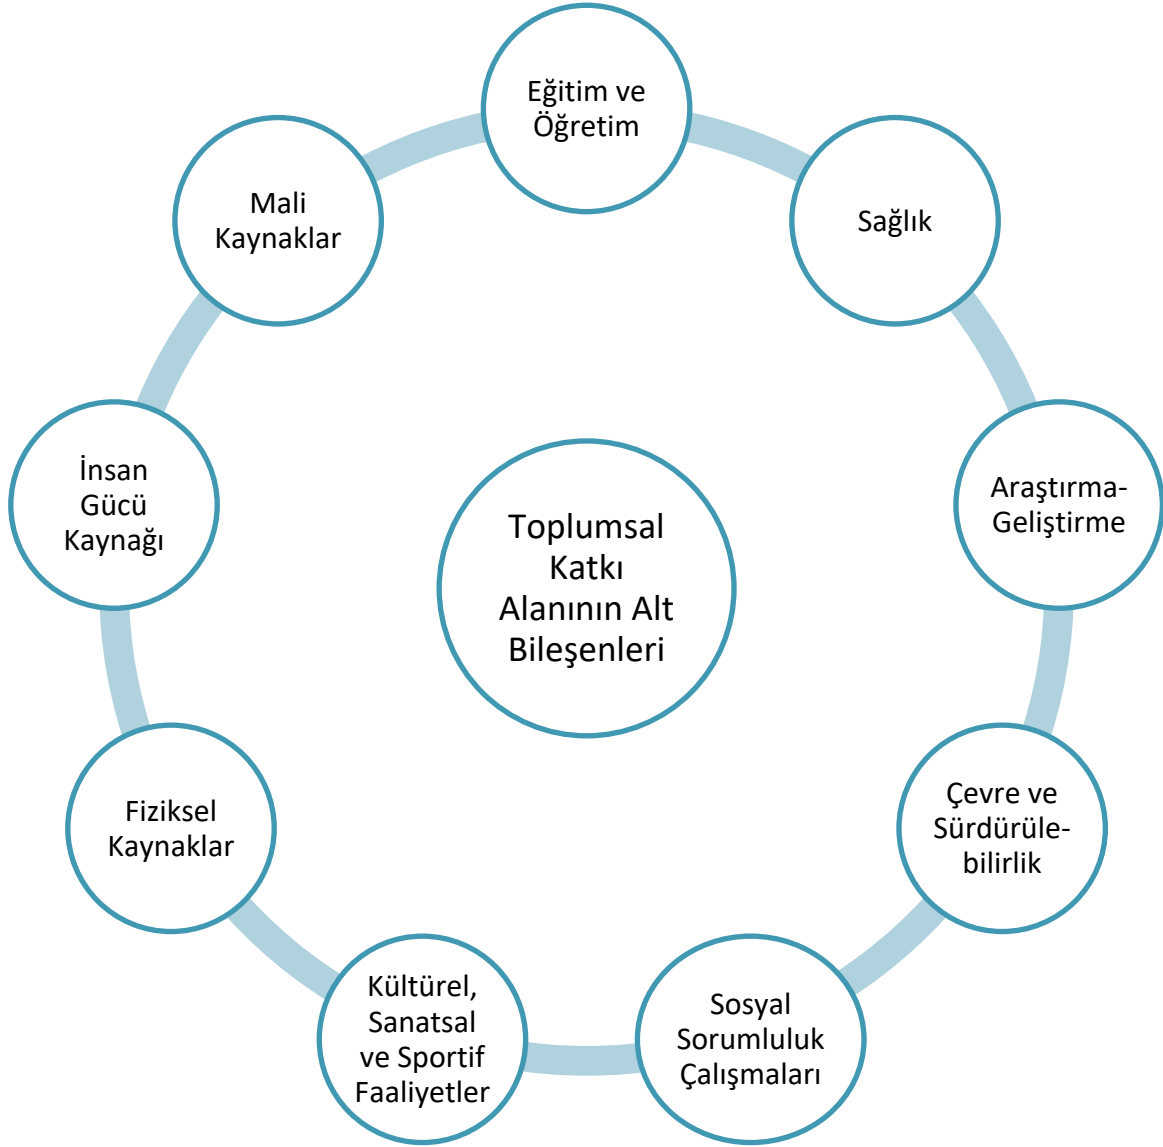 Eğitim ve
Öğretim
Sağlık
Araştırma-
Geliştirme
Çevre ve
Sürdürüle-
bilirlik
Sosyal
Sorumluluk
Çalışmaları
Kültürel,
Sanatsal
ve Sportif
Faaliyetler
Fiziksel
Kaynaklar
İnsan
Gücü
Kaynağı
Mali
Kaynaklar
Toplumsal
Katkı
Alanının Alt
Bileşenleri